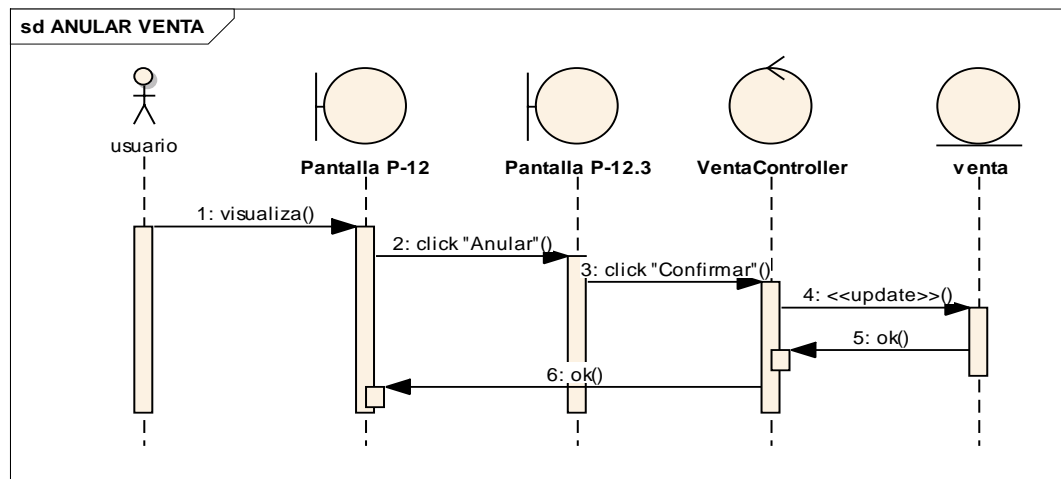 sd ANULAR VENTA
usuario
Pantalla P-12
Pantalla P-12.3
VentaController
venta
1: visualiza()
2: click "Anular"()
3: click "Confirmar"()
4: <<update>>()
5: ok()
6: ok()